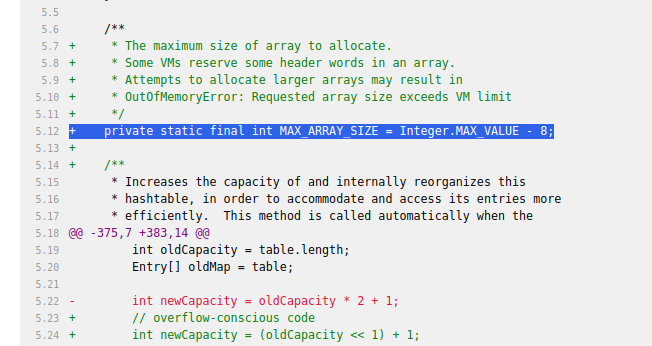 5.5
5.6      /**
5.7 +     * The maximum size of array to allocate.
5.8 +     * Some VMs reserve some header words in an array.
5.9 +     * Attempts to allocate larger arrays may result in
5.10 +     * OutOfMemoryError: Requested array size exceeds VM limit
5.11 +     */
5.12 +    private static final int MAX_ARRAY_SIZE = Integer.MAX_VALUE - 8;
5.13 +
5.14 +    /**
5.15      * Increases the capacity of and internally reorganizes this
5.16      * hashtable, in order to accommodate and access its entries more
5.17      * efficiently.  This method is called automatically when the
5.18 @@ -375,7 +383,14 @@
5.19         int oldCapacity = table.length;
5.20         Entry[] oldMap = table;
5.21
5.22 -        int newCapacity = oldCapacity * 2 + 1;
5.23 +        // overflow-conscious code
5.24 +        int newCapacity = (oldCapacity << 1) + 1;